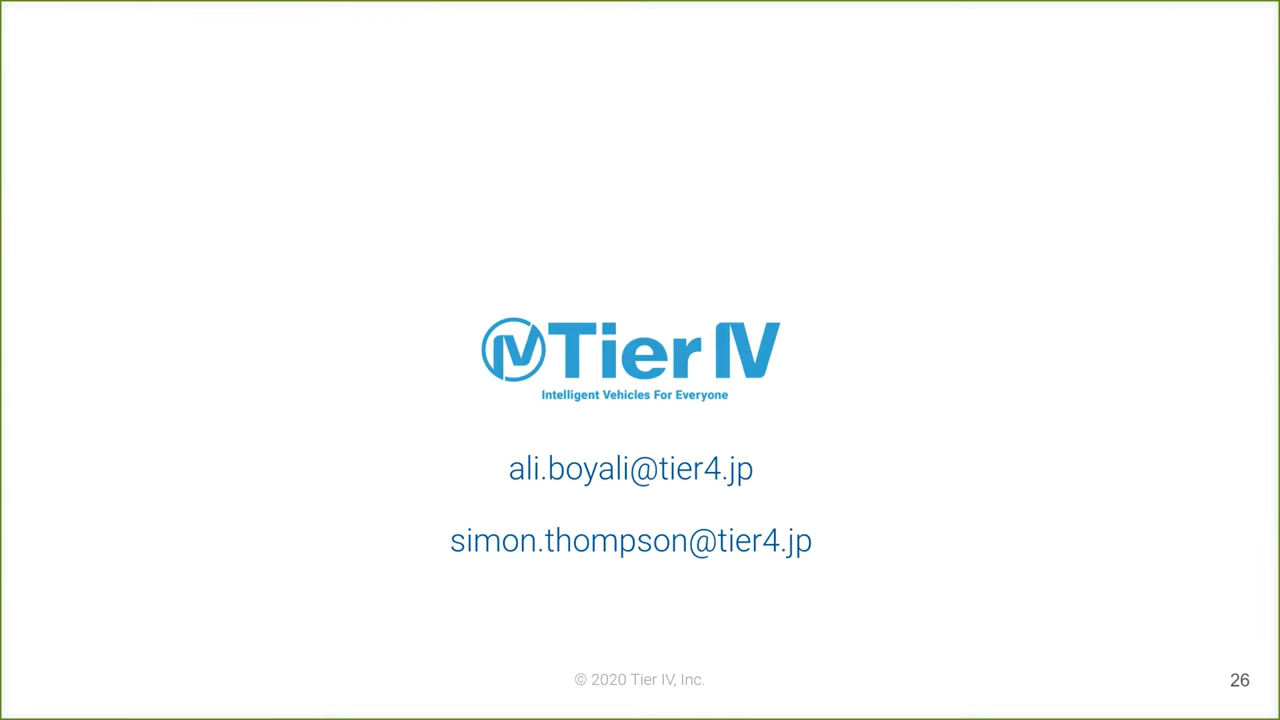 IV Tier IV
Intelligent Vehicles For Everyone
ali.boyali@tier4.jp
simon.thompson@tier4.jp
© 2020 Tier IV, Inc.
26